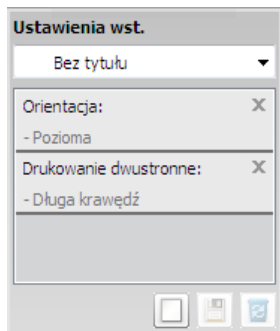 Ustawienia wst.
Bez tytułu
Orientacja:
- Pozioma
Drukowanie dwustronne:
- Długa krawędź